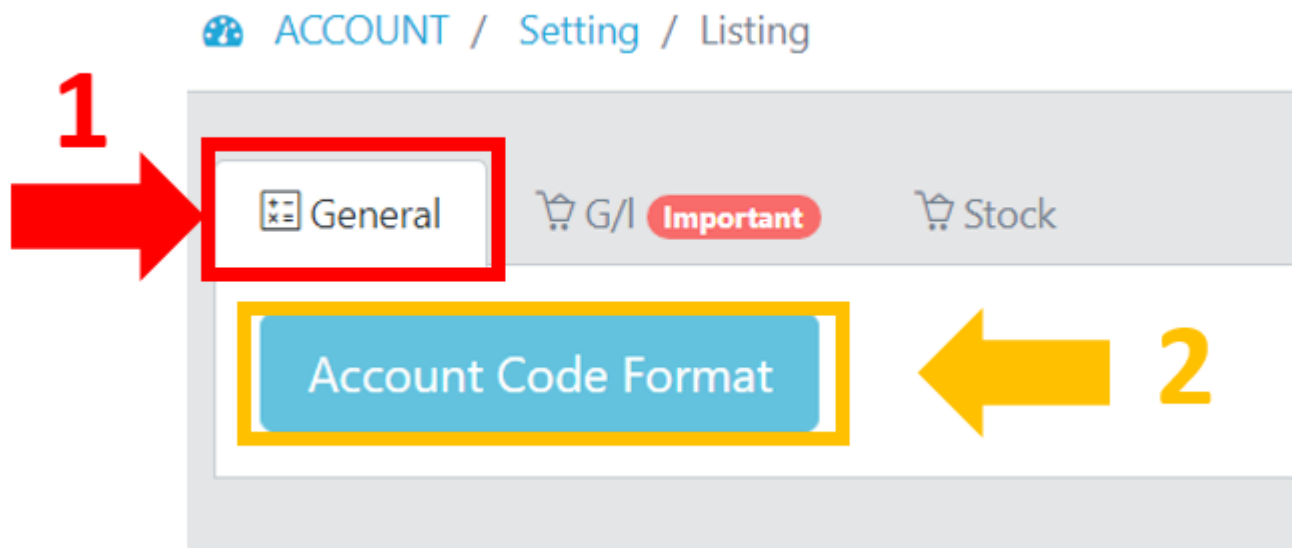 ACCOUNT / Setting / Listing
1
General G/l Important Stock
Account Code Format
2